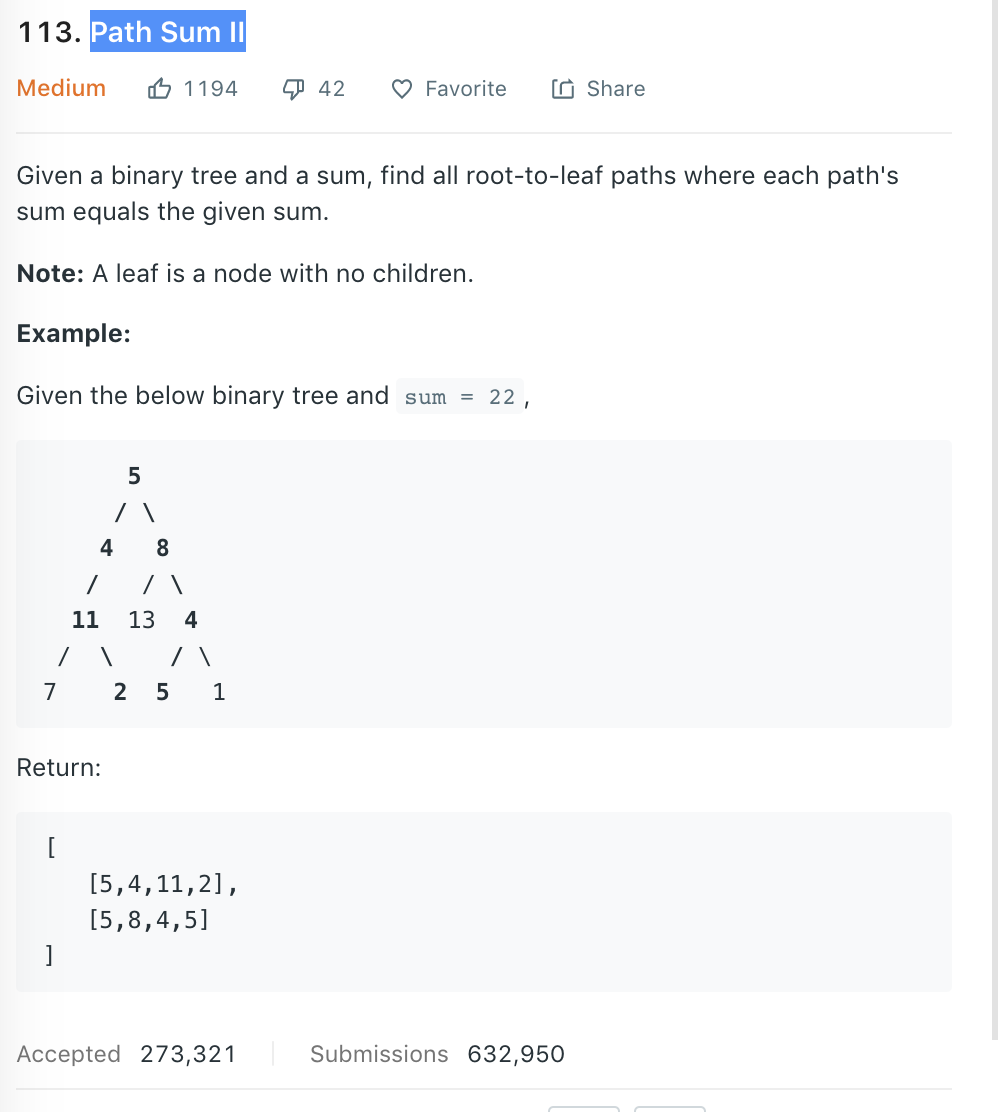 113. Path Sum II
Medium 1194 42 Favorite Share
Given a binary tree and a sum, find all root-to-leaf paths where each path's
sum equals the given sum.
Note: A leaf is a node with no children.
Example:
Given the below binary tree and sum = 22,
5
/ \
4 8
/ / \
11 13 4
/ \ / \
7 2 5 1
Return:
[
[5,4,11,2],
[5,8,4,5]
]
Accepted 273,321 Submissions 632,950